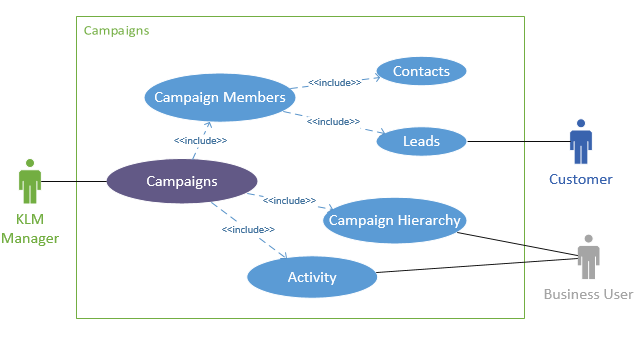 Campaigns
Contacts
<<include>>
Campaign Members
<<include>>
<<include>>
Leads
Campaigns
Customer
<<include>>
KLM
Manager
Campaign Hierarchy
<<include>>
Activity
Business User